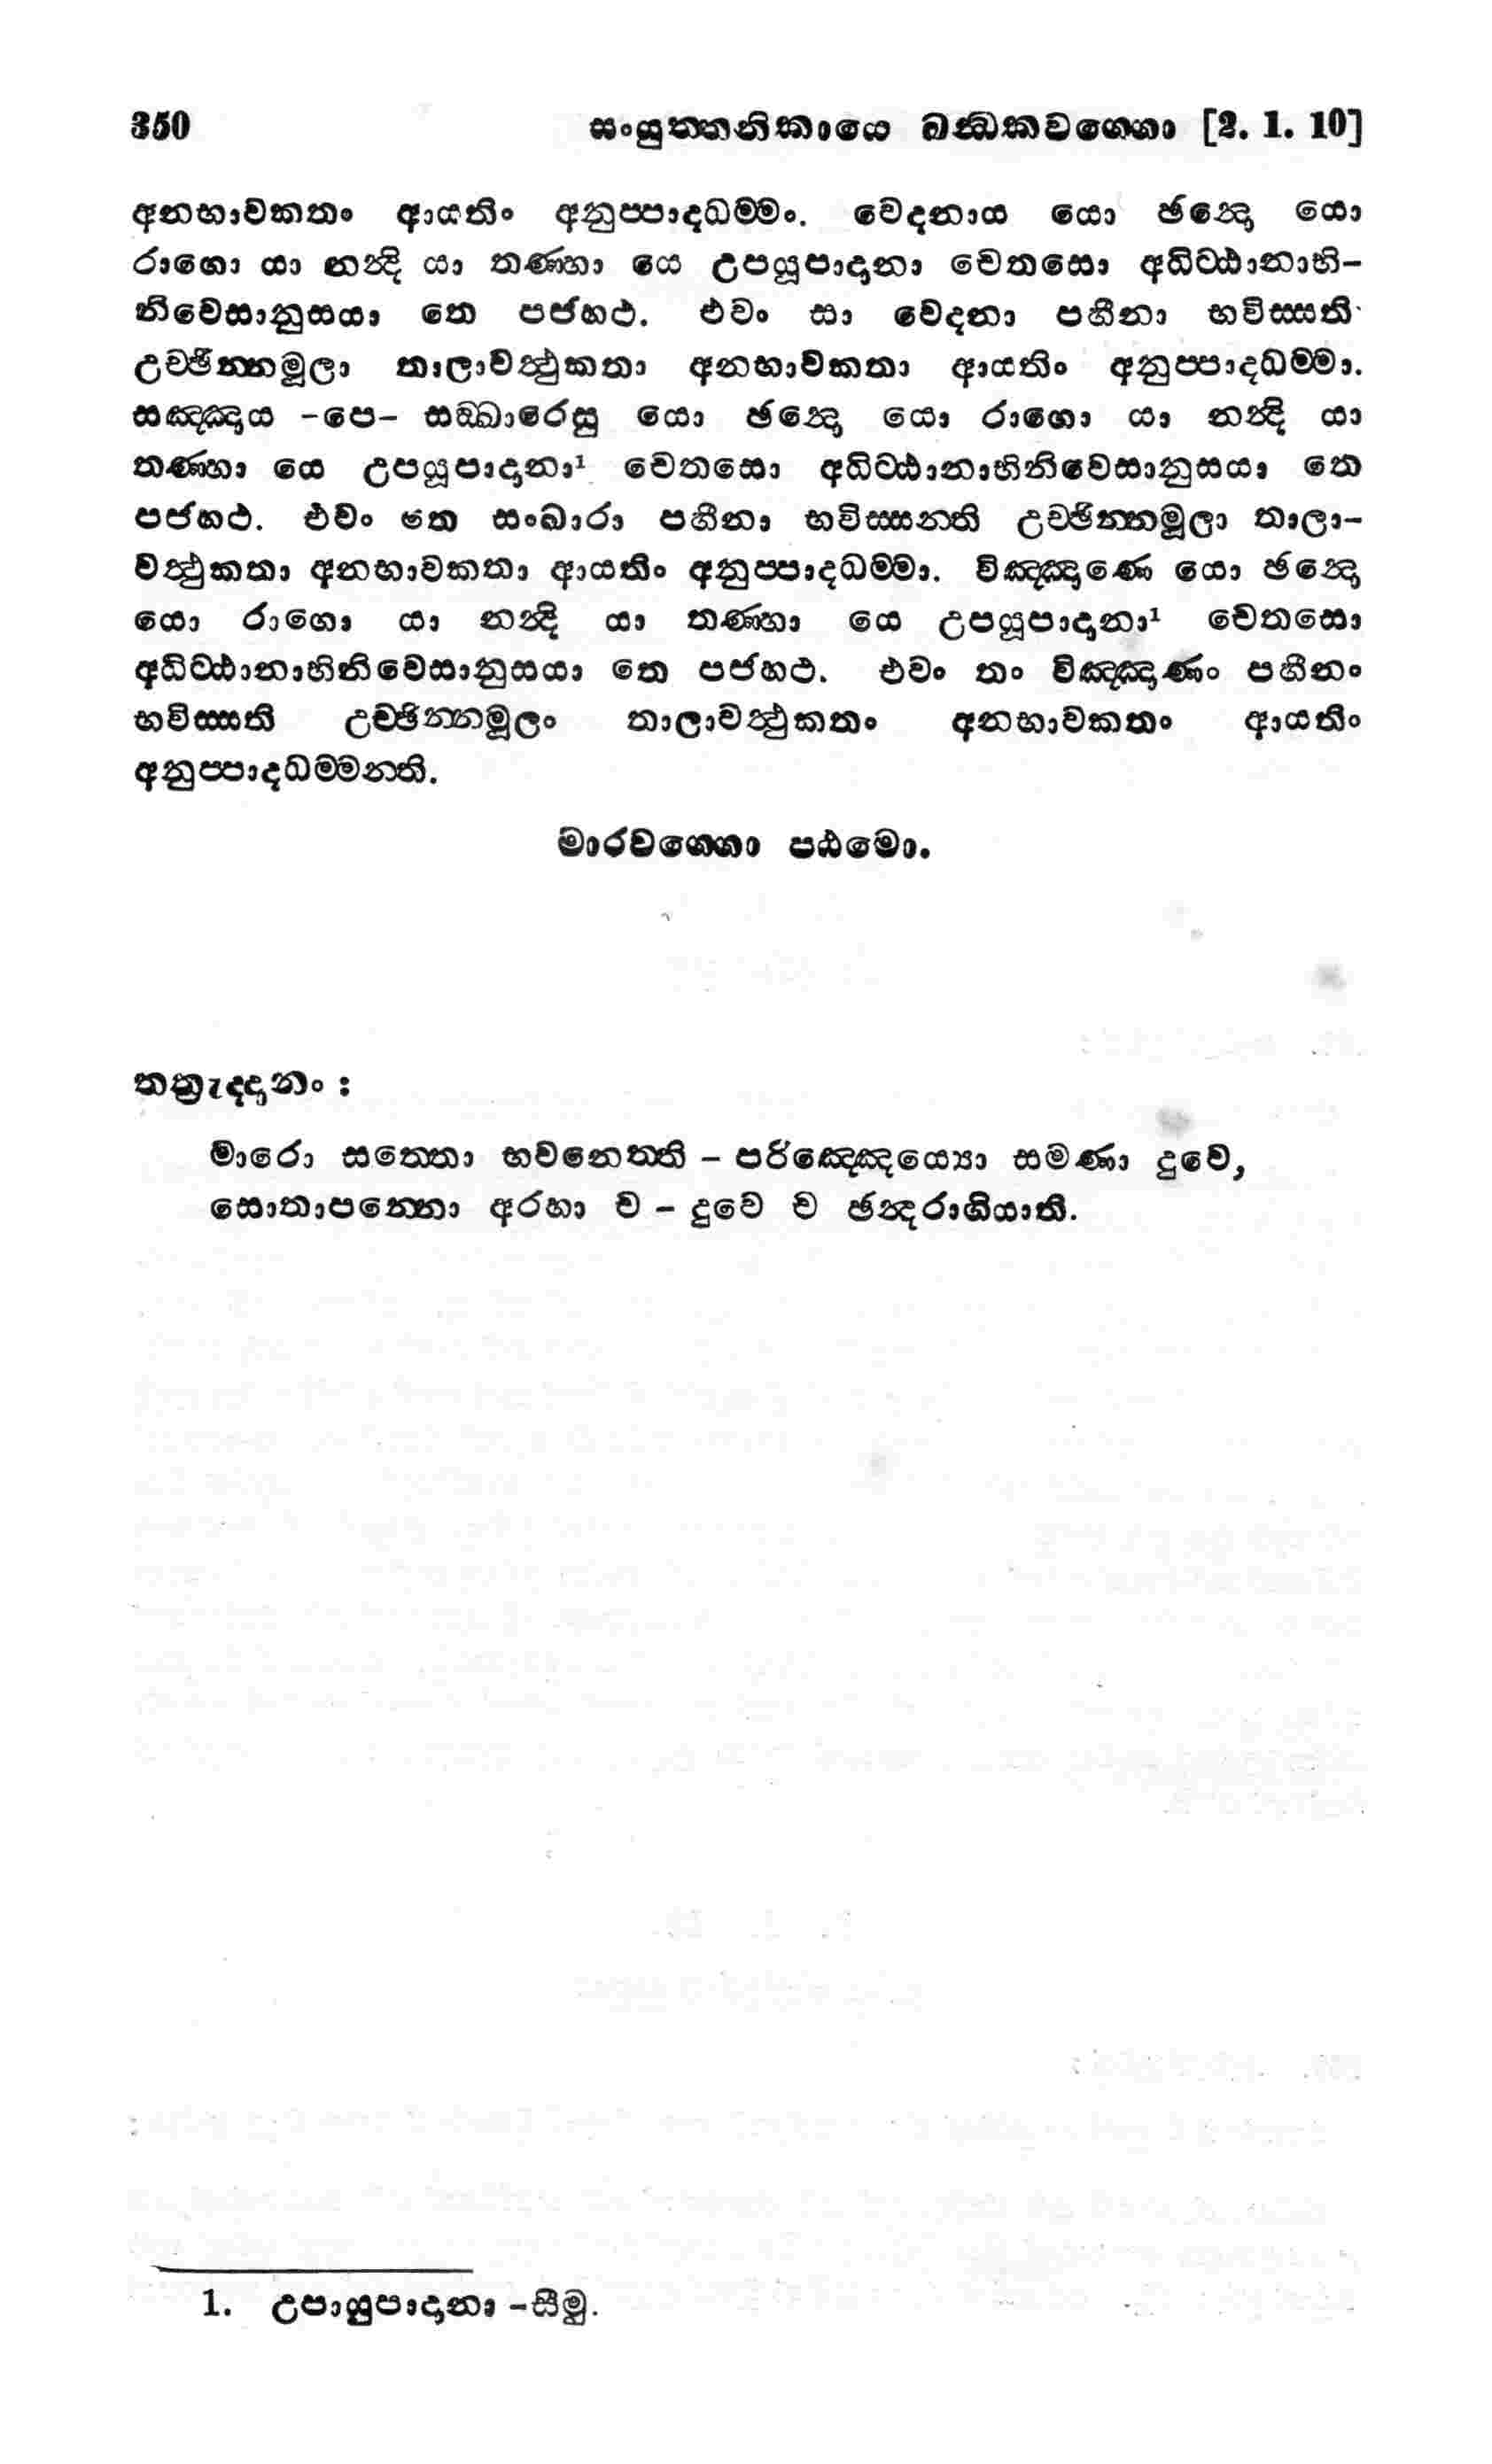 350 සංයුත්තනිකායෙ ඛන්ධකවග්ගො [2. 1. 10]
අනභාවකතං ආයතිං අනුප්පාදධම්මං. වෙදනාය යො ඡන්දො යො
රාගො යා නන්දි යා තණ්හා යෙ උපයූපාදානා චෙතසො අධිට්ඨානාභි-
නිවෙසානුසයා තෙ පජහථ. එවං සා වෙදනා පහීනා භවිස්සති
උච්ඡින්නමූලා තාලාවත්ථුකතා අනභාවකතා ආයතිං අනුප්පාදධම්මා.
සඤ්ඤාය -පෙ- සඞ්ඛාරෙසු යො ඡන්දො යො රාගො යා නන්දි යා
තණ්හා යෙ උපයූපාදානා¹ චෙතසො අධිට්ඨානාභිනිවෙසානුසයා තෙ
පජහථ. එවං තෙ සංඛාරා පහීනා භවිස්සන්ති උච්ඡින්නමූලා තාලා-
වත්ථුකතා අනභාවකතා ආයතිං අනුප්පාදධම්මා. විඤ්ඤාණෙ යො ඡන්දො
යො රාගො යා නන්දි යා තණ්හා යෙ උපයූපාදානා¹ චෙතසො
අධිට්ඨානාභිනිවෙසානුසයා තෙ පජහථ. එවං තං විඤ්ඤාණං පහීනං
භවිස්සති උච්ඡින්නමූලං තාලාවත්ථුකතං අනභාවකතං ආයතිං
අනුප්පාදධම්මන්ති.
මාරවග්ගො පඨමො.
තත්‍රැද්දානං :
මාරො සත්තො භවනෙත්ති - පරිඤ්ඤෙය්‍යා සමණා දුවෙ,
සොතාපන්නො අරහා ච - දුවෙ ච ඡන්දරාගියාති.
1. උපායුපාදානා -සීමු.